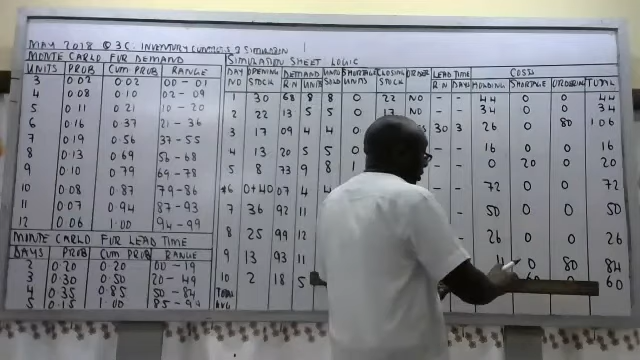 MAY 2018 Q 3C: INVENTORY CONTROLS & SIMULATION
MONTE CARLO FUR DEMAND
UNITS PROB CUM PROB RANGE
3 0.02 0.02 00 - 01
4 0.08 0.10 02 - 09
5 0.11 0.21 10 - 20
6 0.16 0.37 21 - 36
7 0.19 0.56 37 - 55
8 0.13 0.69 56 - 68
9 0.10 0.79 69 - 78
10 0.08 0.87 79 - 86
11 0.07 0.94 87 - 93
12 0.06 1.00 94 - 99
MONTE CARLO FUR LEAD TIME
DAYS PROB CUM PROB RANGE
2 0.20 0.20 00 - 19
3 0.30 0.50 20 - 49
4 0.35 0.85 50 - 84
5 0.15 1.00 85 - 99
SIMULATION SHEET LOGIC
DAY NO OPENING STOCK DEMAND RN UNITS UNITS SOLD SHORTAGE UNITS CLOSING STOCK ORDER LEAD TIME RN DAYS COSTS HOLDING SHORTAGE ORDERING TOTAL
1 30 68 8 8 0 22 NO - - 44 0 0 44
2 22 13 5 5 0 17 NO - - 34 0 0 34
3 17 09 4 4 0 30 3 26 0 80 106
4 13 20 5 5 0 - - 16 0 0 16
5 8 73 9 8 1 - - 0 20 0 20
*6 0+40 07 4 4 - 72 0 0 72
7 36 92 11 - 50 0 0 50
8 25 99 12 - 26 0 0 26
9 13 93 11 0 80 84
10 2 18 5 60
TOTAL
AVG